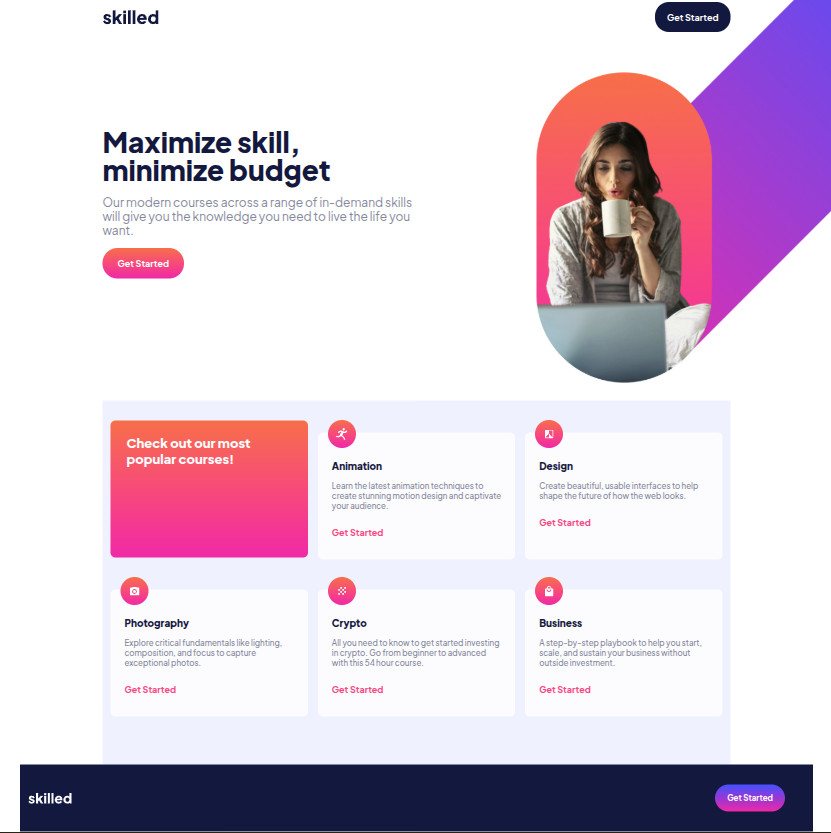 skilled
Get Started
Maximize skill,
minimize budget
Our modern courses across a range of in-demand skills
will give you the knowledge you need to live the life you
want.
Get Started
Check out our most
popular courses!
Animation
Learn the latest animation techniques to
create stunning motion design and captivate
your audience.
Get Started
Design
Create beautiful, usable interfaces to help
shape the future of how the web looks.
Get Started
Photography
Explore critical fundamentals like lighting,
composition, and focus to capture
exceptional photos.
Get Started
Crypto
All you need to know to get started investing
in crypto. Go from beginner to advanced
with this 54 hour course.
Get Started
Business
A step-by-step playbook to help you start,
scale, and sustain your business without
outside investment.
Get Started
skilled
Get Started